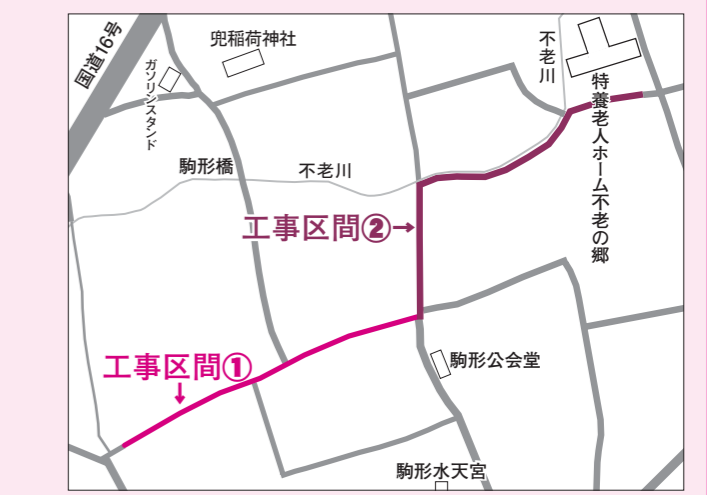 国道16号
ガソリンスタンド
兜稲荷神社
不老川
特養老人ホーム不老の郷
駒形橋
不老川
工事区間②→
工事区間①
↓
駒形公会堂
駒形水天宮